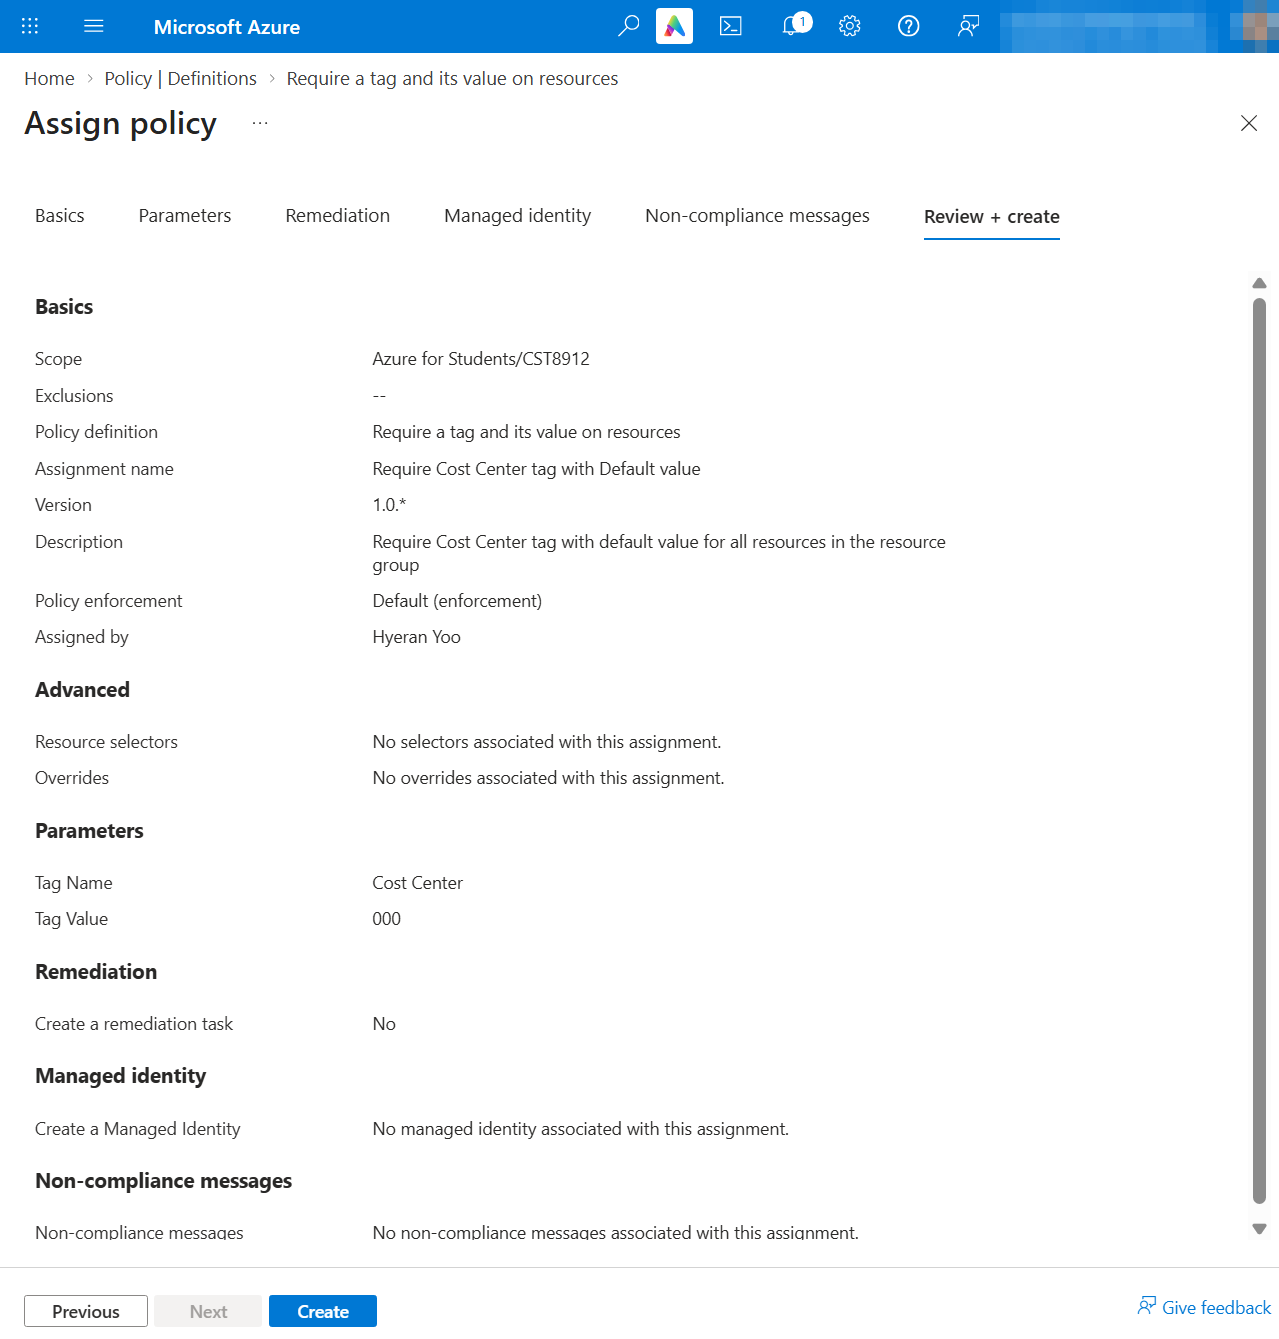 Microsoft Azure
1
Home > Policy | Definitions > Require a tag and its value on resources
Assign policy ...
Basics Parameters Remediation Managed identity Non-compliance messages Review + create
Basics
Scope Azure for Students/CST8912
Exclusions --
Policy definition Require a tag and its value on resources
Assignment name Require Cost Center tag with Default value
Version 1.0.*
Description Require Cost Center tag with default value for all resources in the resource
group
Policy enforcement Default (enforcement)
Assigned by Hyeran Yoo
Advanced
Resource selectors No selectors associated with this assignment.
Overrides No overrides associated with this assignment.
Parameters
Tag Name Cost Center
Tag Value 000
Remediation
Create a remediation task No
Managed identity
Create a Managed Identity No managed identity associated with this assignment.
Non-compliance messages
Non-compliance messages No non-compliance messages associated with this assignment.
Previous Next Create Give feedback